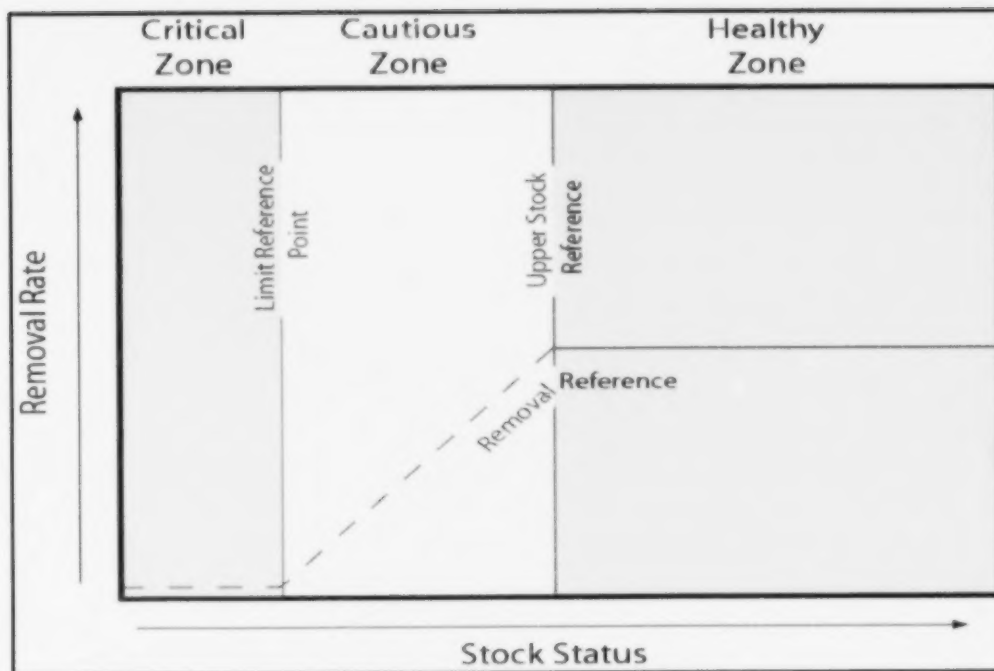 Critical
Zone
Cautious
Zone
Healthy
Zone
Removal Rate
Limit Reference
Point
Upper Stock
Reference
Removal Reference
Stock Status